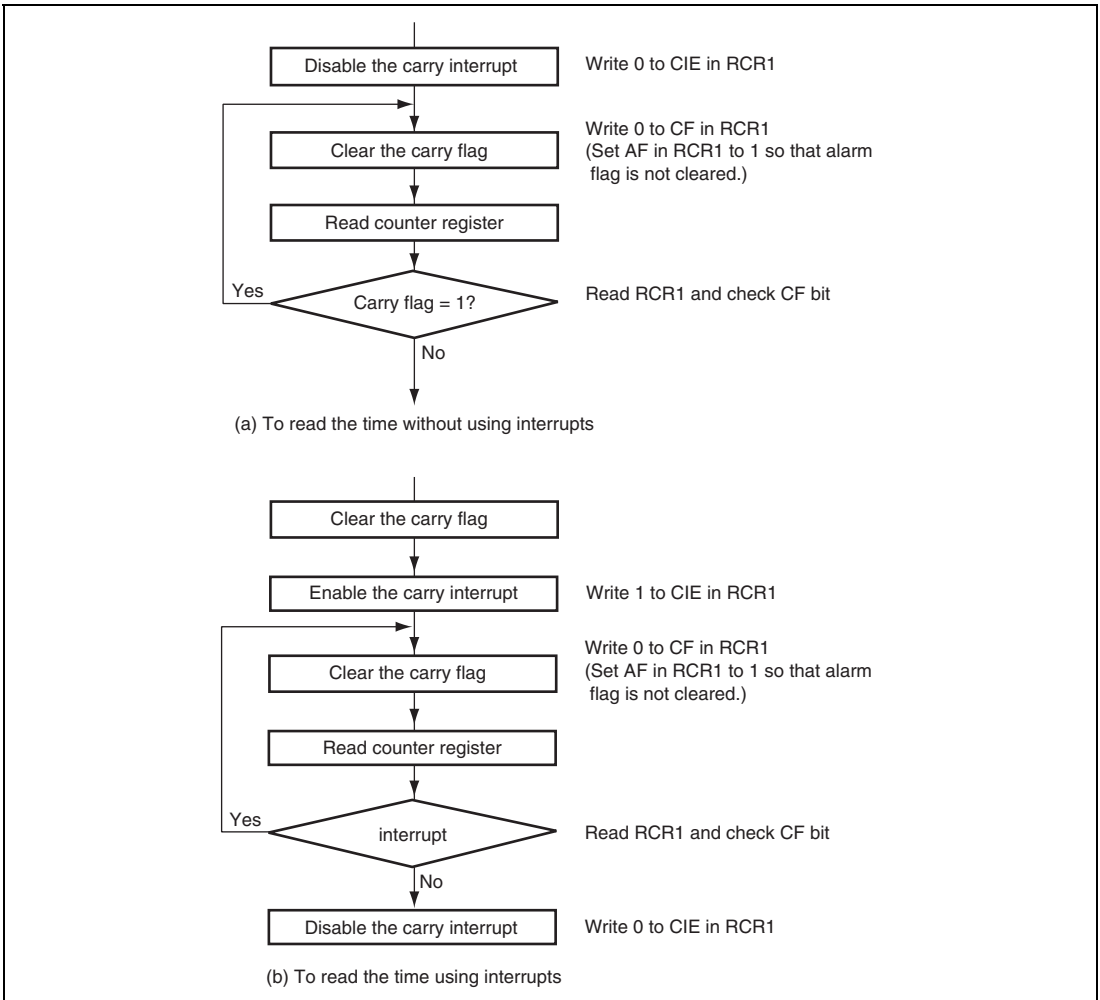 Disable the carry interrupt
Write 0 to CIE in RCR1
Clear the carry flag
Write 0 to CF in RCR1
(Set AF in RCR1 to 1 so that alarm
flag is not cleared.)
Read counter register
Yes
Carry flag = 1?
Read RCR1 and check CF bit
No
(a) To read the time without using interrupts
Clear the carry flag
Enable the carry interrupt
Write 1 to CIE in RCR1
Clear the carry flag
Write 0 to CF in RCR1
(Set AF in RCR1 to 1 so that alarm
flag is not cleared.)
Read counter register
Yes
interrupt
Read RCR1 and check CF bit
No
Disable the carry interrupt
Write 0 to CIE in RCR1
(b) To read the time using interrupts